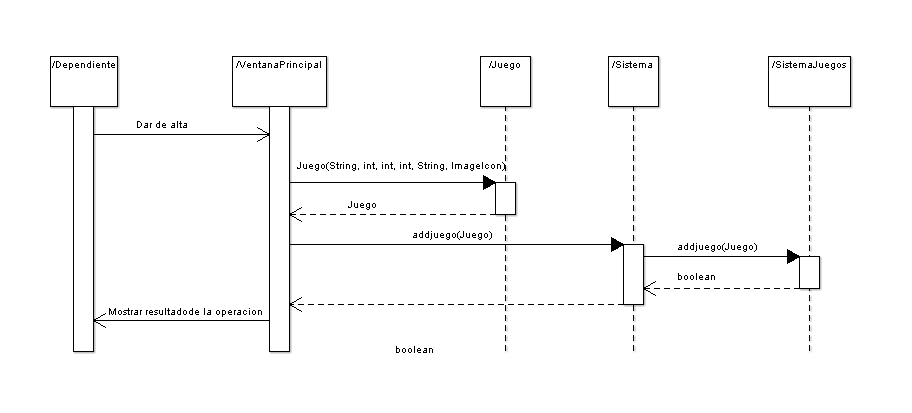 /Dependiente
/VentanaPrincipal
/Juego
/Sistema
/SistemaJuegos
Dar de alta
Juego(String, int, int, int, String, ImageIcon)
Juego
addjuego(Juego)
addjuego(Juego)
boolean
Mostrar resultadode la operacion
boolean